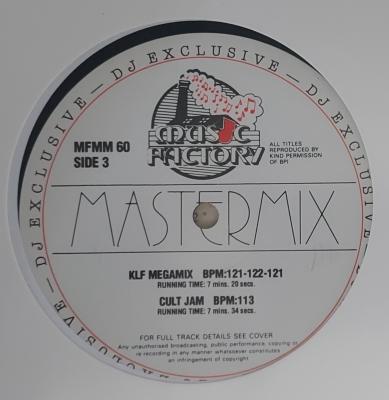 DJ EXCLUSIVE — DJ EXCLUSIVE — DJ EXCLUSIVE —
MUSIC
FACTORY
MFMM 60
SIDE 3
ALL TITLES
REPRODUCED BY
KIND PERMISSION
OF BPI
MASTERMIX
KLF MEGAMIX BPM:121-122-121
RUNNING TIME: 7 mins. 20 secs.
CULT JAM BPM:113
RUNNING TIME: 7 mins. 34 secs.
FOR FULL TRACK DETAILS SEE COVER
Any unauthorised broadcasting, public performance, copying or
re recording in any manner whatsoever constitutes
an infringement of copyright